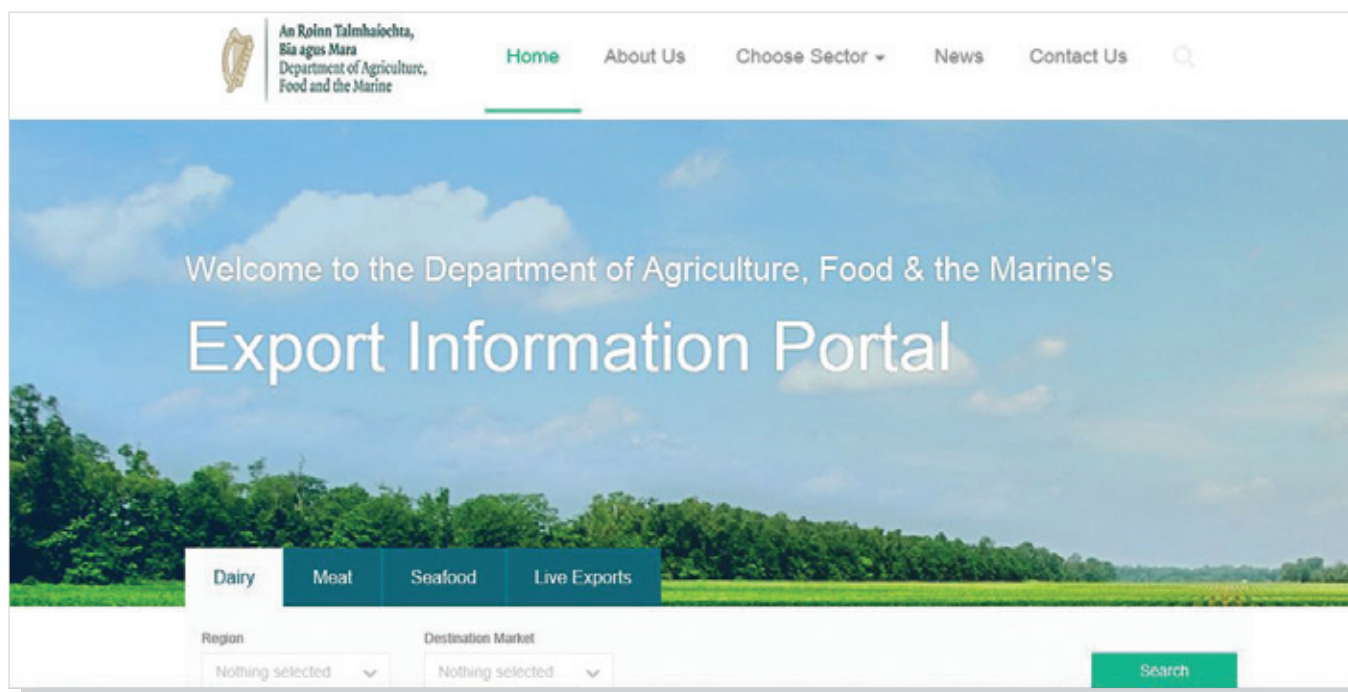 An Roinn Talmhaíochta,
Bia agus Mara
Department of Agriculture,
Food and the Marine
Home
About Us
Choose Sector
News
Contact Us
Welcome to the Department of Agriculture, Food & the Marine's
Export Information Portal
Dairy
Meat
Seafood
Live Exports
Region
Destination Market
Nothing selected
Nothing selected
Search